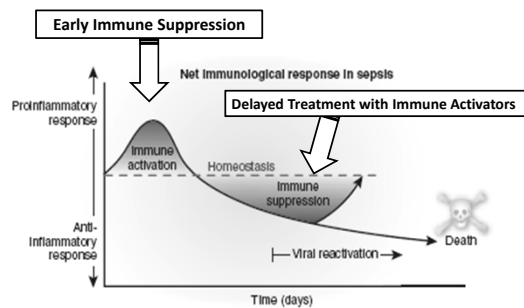 Early Immune Suppression
Net immunological response in sepsis
Delayed Treatment with Immune Activators
Proinflammatory
response
Immune
activation
Homeostasis
Immune
suppression
Anti-
inflammatory
response
Viral reactivation
Death
Time (days)